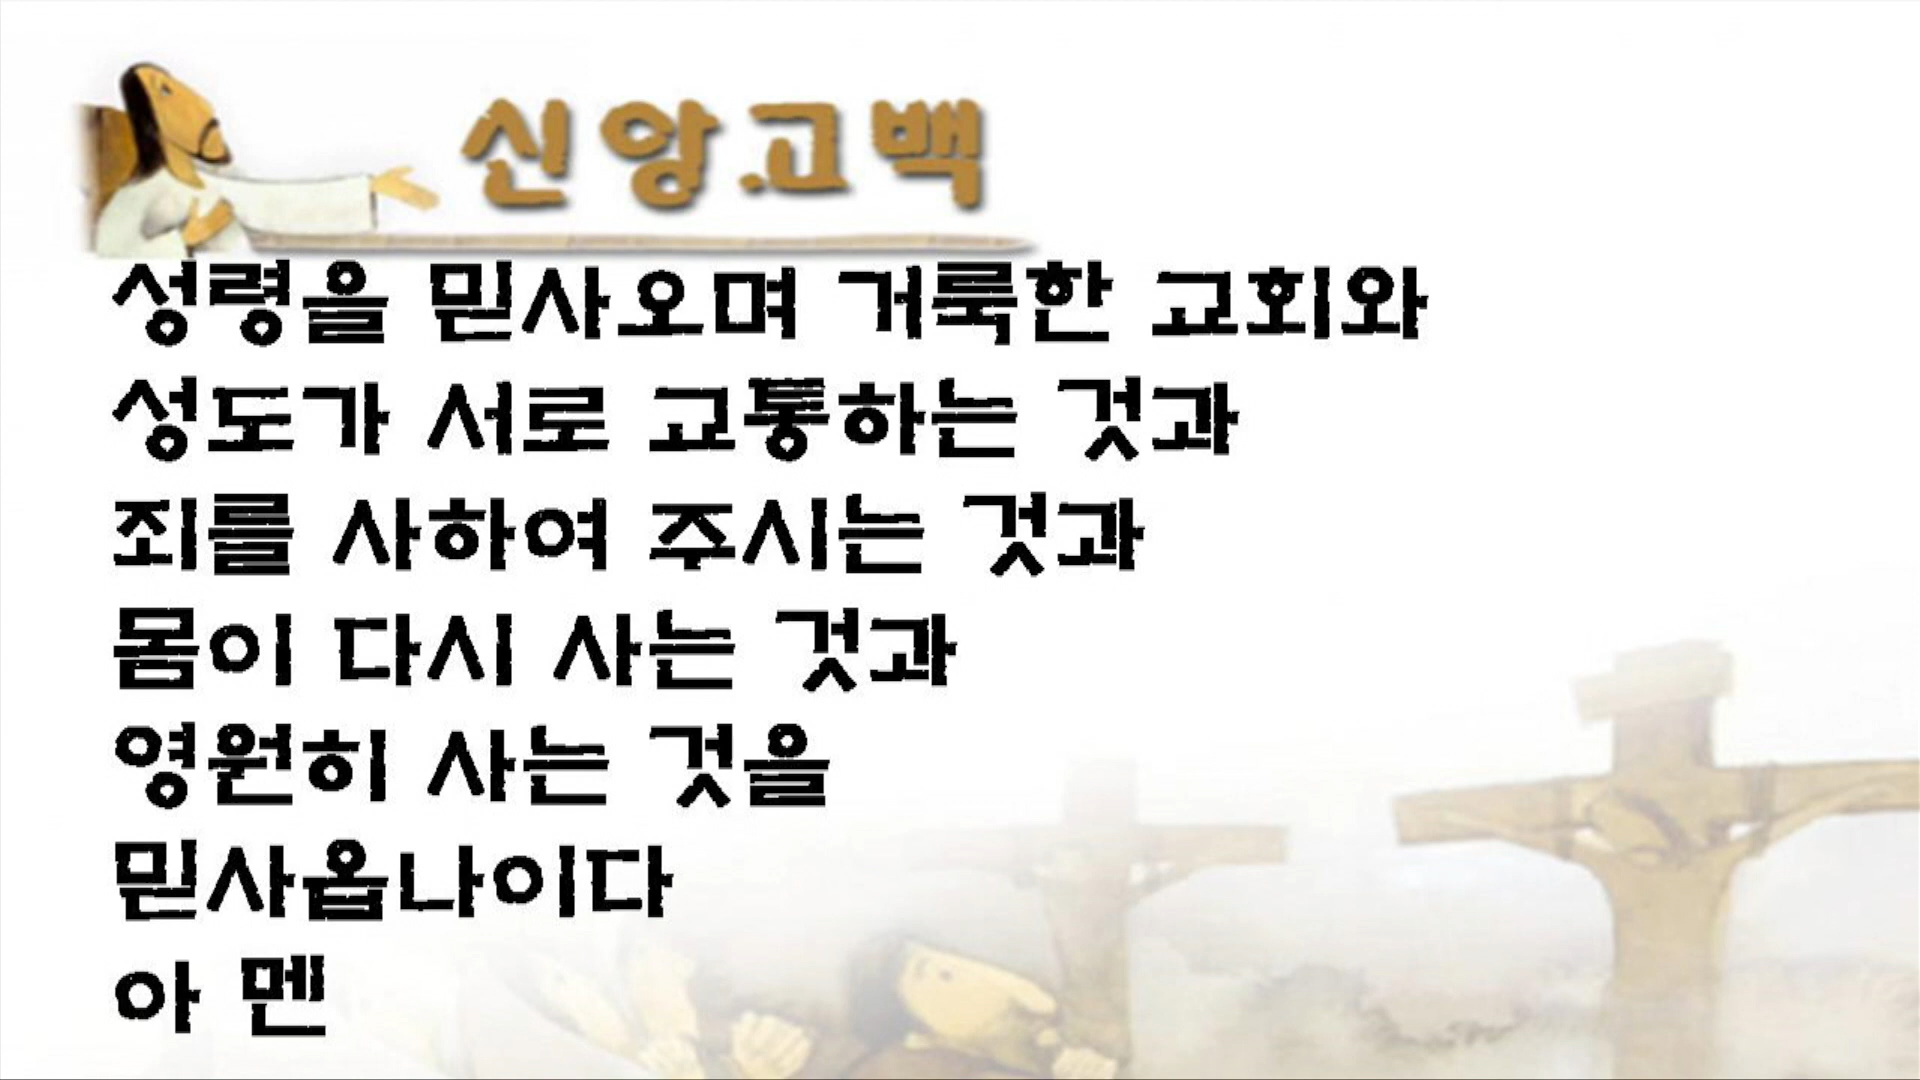 신앙고백
성령을 믿사오며 거룩한 교회와
성도가 서로 교통하는 것과
죄를 사하여 주시는 것과
몸이 다시 사는 것과
영원히 사는 것을
믿사옵나이다
아 멘